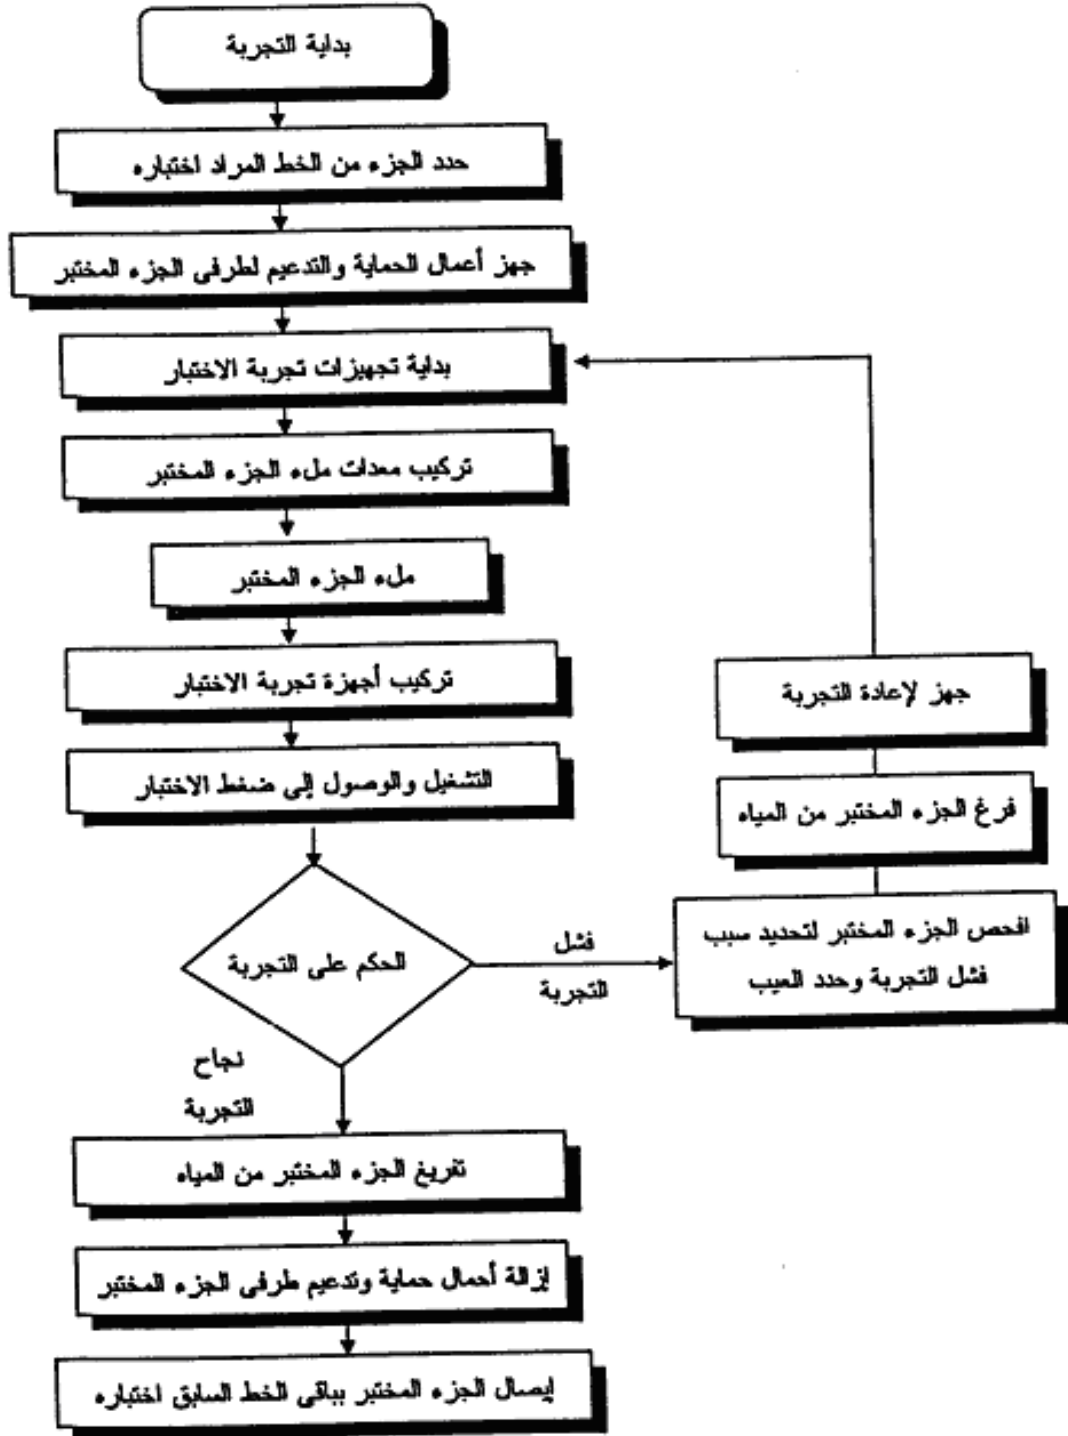 بداية التجربة
حدد الجزء من الخط المراد اختباره
جهز أعمال الحماية والتدعيم لطرفى الجزء المختبر
بداية تجهيزات تجربة الاختبار
تركيب معدات ملء الجزء المختبر
ملء الجزء المختبر
تركيب أجهزة تجربة الاختبار
التشغيل والوصول إلى ضغط الاختبار
الحكم على التجربة
فشل
التجربة
افحص الجزء المختبر لتحديد سبب
فشل التجربة وحدد العيب
فرغ الجزء المختبر من المياه
جهز لإعادة التجربة
نجاح
التجربة
تفريغ الجزء المختبر من المياه
إزالة أحمال حماية وتدعيم طرفى الجزء المختبر
إيصال الجزء المختبر بباقى الخط السابق اختباره